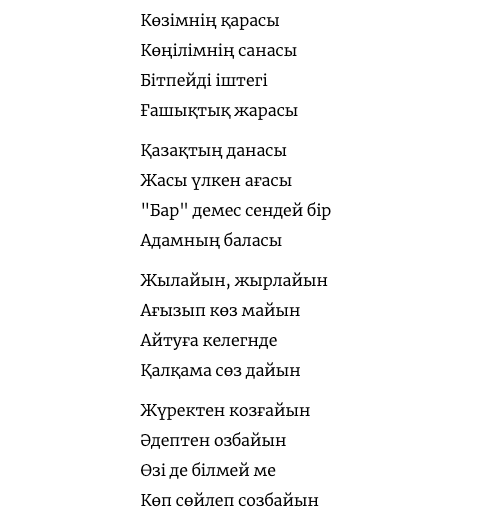 Көзімнің қарасы
Көңілімнің санасы
Бітпейді іштегі
Ғашықтық жарасы
Қазақтың данасы
Жасы үлкен ағасы
"Бар" демес сендей бір
Адамның баласы
Жылайын, жырлайын
Ағызып көз майын
Айтуға келегнде
Қалқама сөз дайын
Жүректен козғайын
Әдептен озбайын
Өзі де білмей ме
Көп сөйлеп созбайын